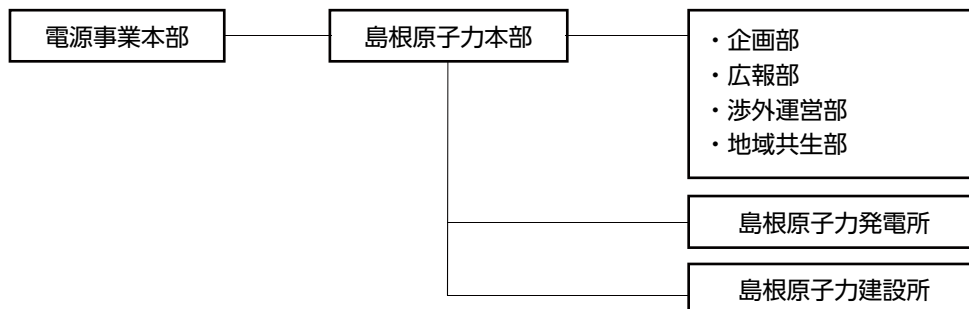 電源事業本部
島根原子力本部
・企画部
・広報部
・渉外運営部
・地域共生部
島根原子力発電所
島根原子力建設所